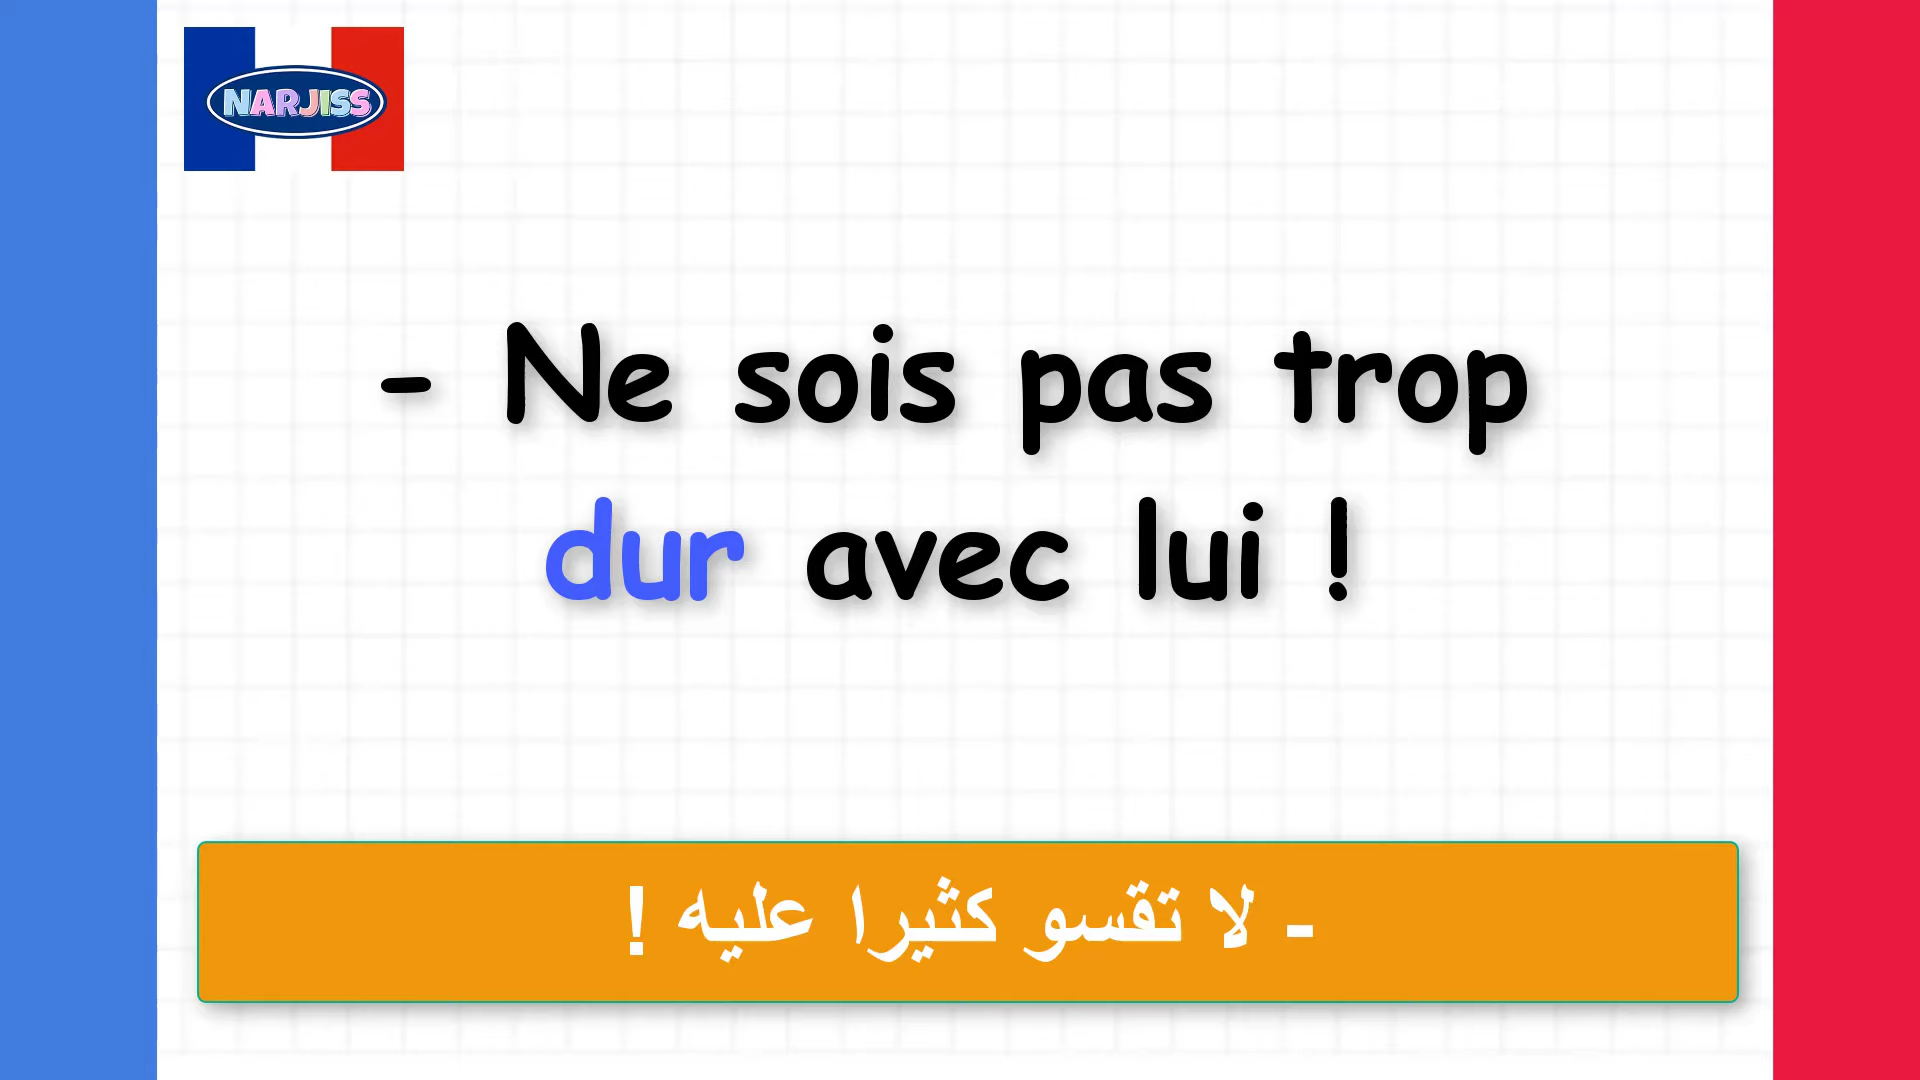 NARJISS
- Ne sois pas trop
dur avec lui !
- لا تقسو كثيرا عليه !